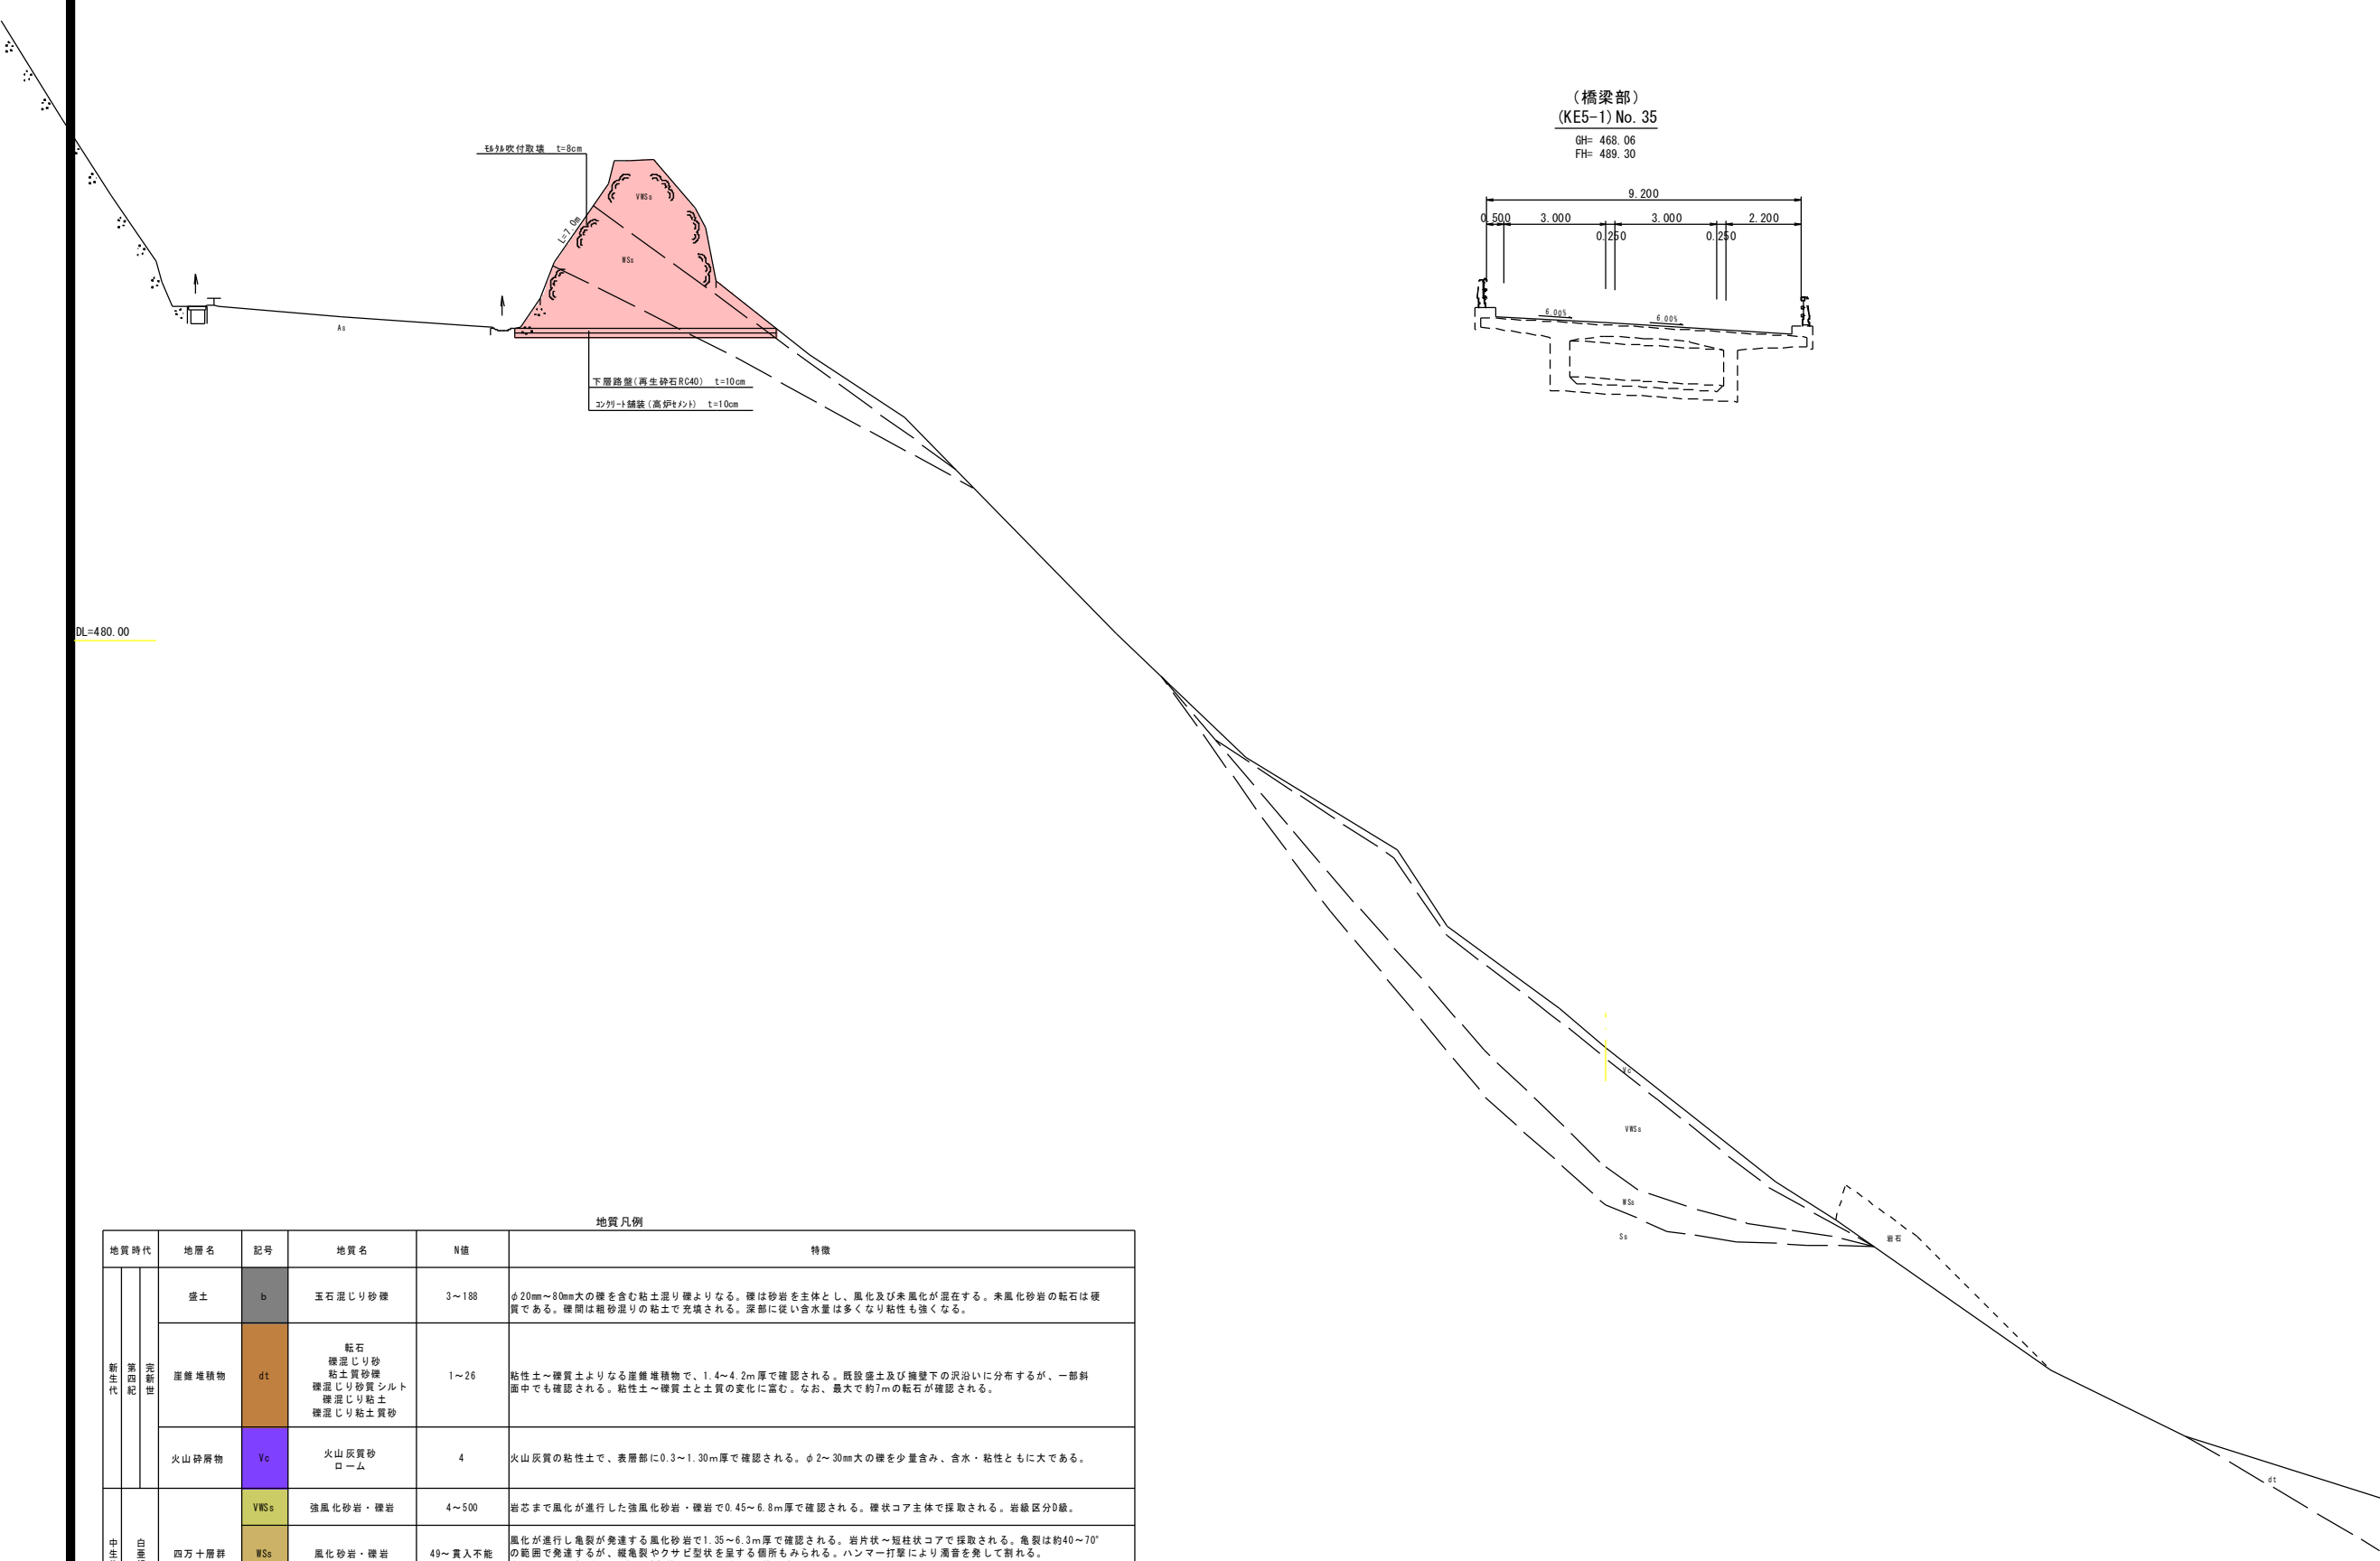 (橋梁部)
(KE5-1)No.35
GH= 468.06
FH= 489.30
9.200
0.500
3.000
3.000
2.200
0.250
0.250
6.00%
6.00%
ﾓﾙﾀﾙ吹付取壊 t=8cm
VWSs
L=7.0m
WSs
As
下層路盤(再生砕石RC40) t=10cm
ｺﾝｸﾘｰﾄ舗装(高炉ｾﾒﾝﾄ) t=10cm
DL=480.00
Vc
VWSs
WSs
Ss
岩石
dt
地質凡例
地質時代 地層名 記号 地質名 N値 特徴
新生代 第四紀 完新世
盛土 b 玉石混じり砂礫 3～188
φ20mm～80mm大の礫を含む粘土混り礫よりなる。礫は砂岩を主体とし、風化及び未風化が混在する。未風化砂岩の転石は硬
質である。礫間は粗砂混りの粘土で充填される。深部に従い含水量は多くなり粘性も強くなる。
崖錐堆積物 dt
転石
礫混じり砂
粘土質砂礫
礫混じり砂質シルト
礫混じり粘土
礫混じり粘土質砂
1～26
粘性土～礫質土よりなる崖錐堆積物で、1.4～4.2m厚で確認される。既設盛土及び擁壁下の沢沿いに分布するが、一部斜
面中でも確認される。粘性土～礫質土と土質の変化に富む。なお、最大で約7mの転石が確認される。
火山砕屑物 Vc
火山灰質砂
ローム
4
火山灰質の粘性土で、表層部に0.3～1.30m厚で確認される。φ2～30mm大の礫を少量含み、含水・粘性ともに大である。
中生 白亜
四万十層群
VWSs 強風化砂岩・礫岩 4～500
岩芯まで風化が進行した強風化砂岩・礫岩で0.45～6.8m厚で確認される。礫状コア主体で採取される。岩級区分D級。
WSs 風化砂岩・礫岩 49～貫入不能
風化が進行し亀裂が発達する風化砂岩で1.35～6.3m厚で確認される。岩片状～短柱状コアで採取される。亀裂は約40～70°
の範囲で発達するが、縦亀裂やクサビ型状を呈する個所もみられる。ハンマー打撃により濁音を発して割れる。